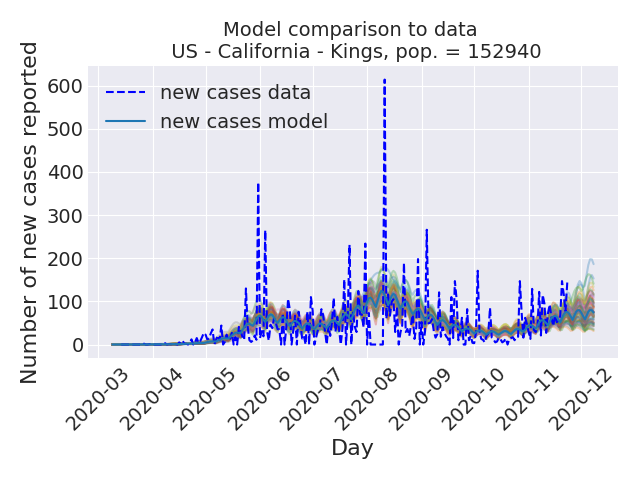 Model comparison to data
US - California - Kings, pop. = 152940
Number of new cases reported
600
500
400
300
200
100
0
new cases data
new cases model
2020-03
2020-04
2020-05
2020-06
2020-07
2020-08
2020-09
2020-10
2020-11
2020-12
Day